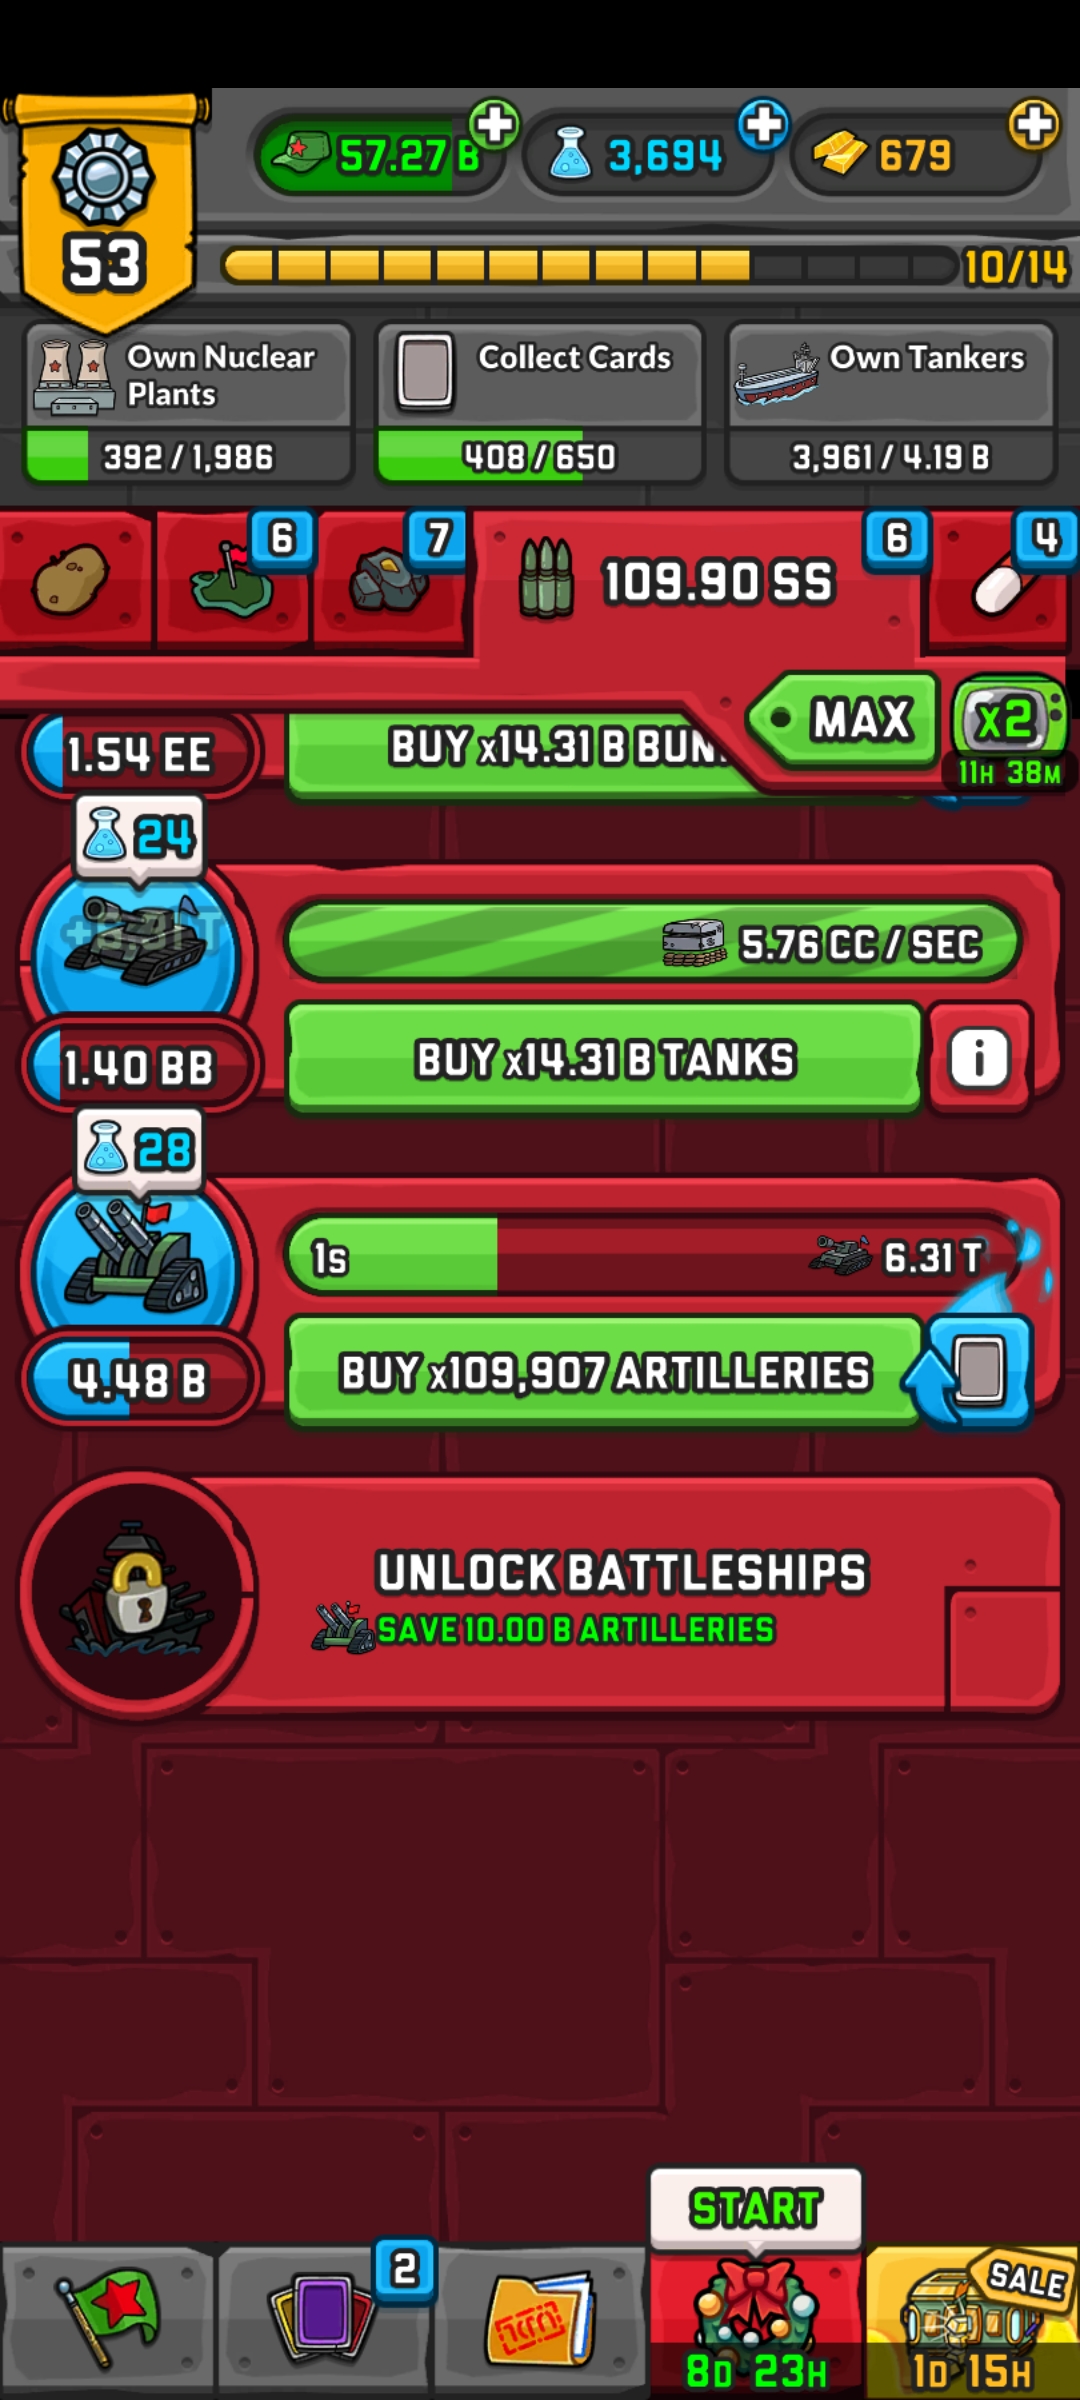 57.27 B
3,694
679
53
10/14
Own Nuclear
Plants
392 / 1,986
Collect Cards
408 / 650
Own Tankers
3,961 / 4.19 B
6
7
109.90 SS
6
4
MAX
x2
11H 38M
1.54 EE
BUY x14.31 B BUN
24
5.76 CC / SEC
1.40 BB
BUY x14.31 B TANKS
i
28
1s
6.31 T
4.48 B
BUY x109,907 ARTILLERIES
UNLOCK BATTLESHIPS
SAVE 10.00 B ARTILLERIES
START
2
SALE
8D 23H
1D 15H